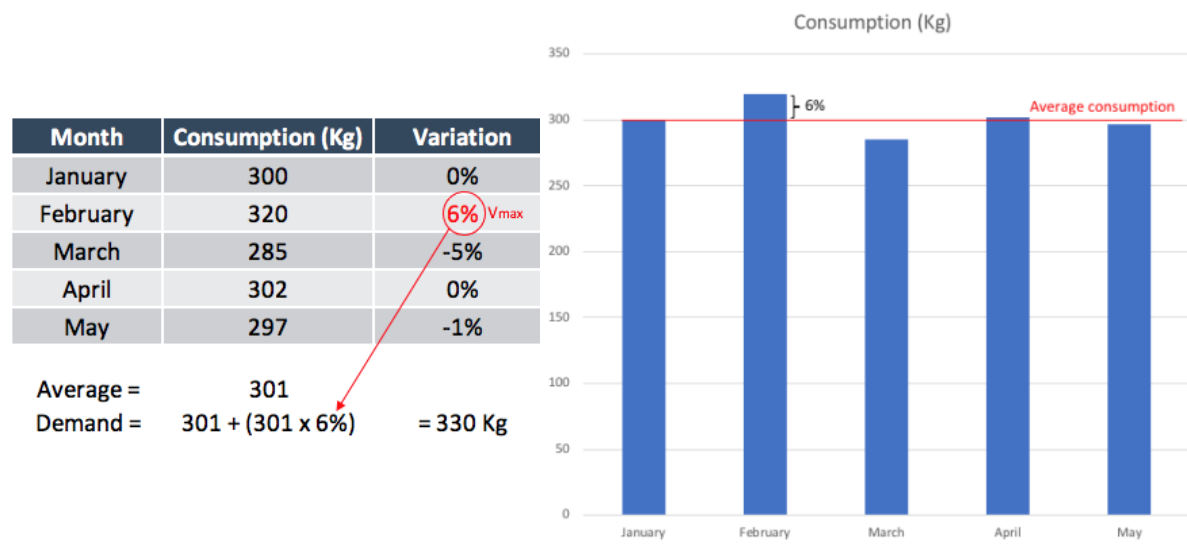 Month Consumption (Kg) Variation
January 300 0%
February 320 6% Vmax
March 285 -5%
April 302 0%
May 297 -1%
Average = 301
Demand = 301 + (301 x 6%) = 330 Kg
Consumption (Kg)
350
6%
Average consumption
300
250
200
150
100
50
0
January February March April May